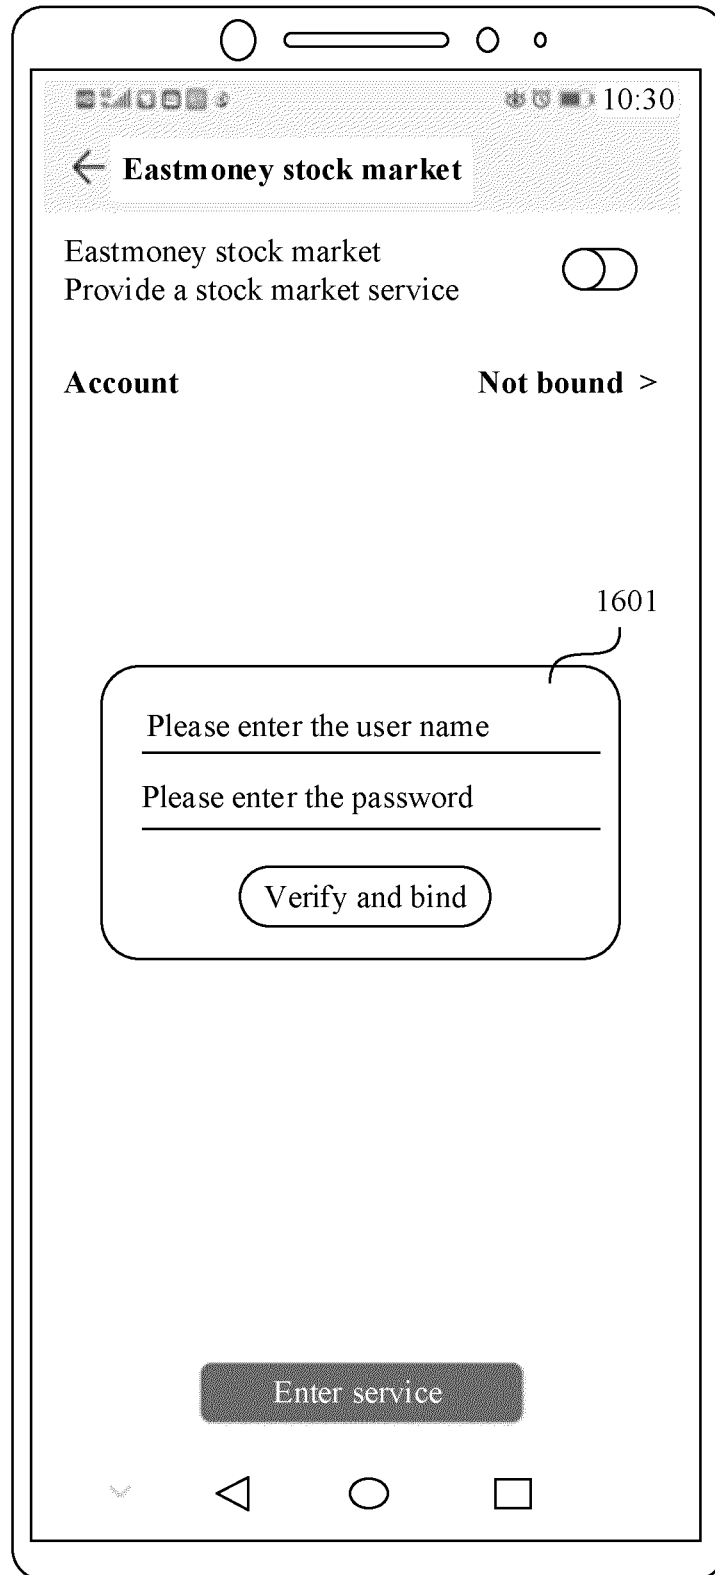 10:30
Eastmoney stock market
Eastmoney stock market
Provide a stock market service
Account Not bound >
1601
Please enter the user name
Please enter the password
Verify and bind
Enter service